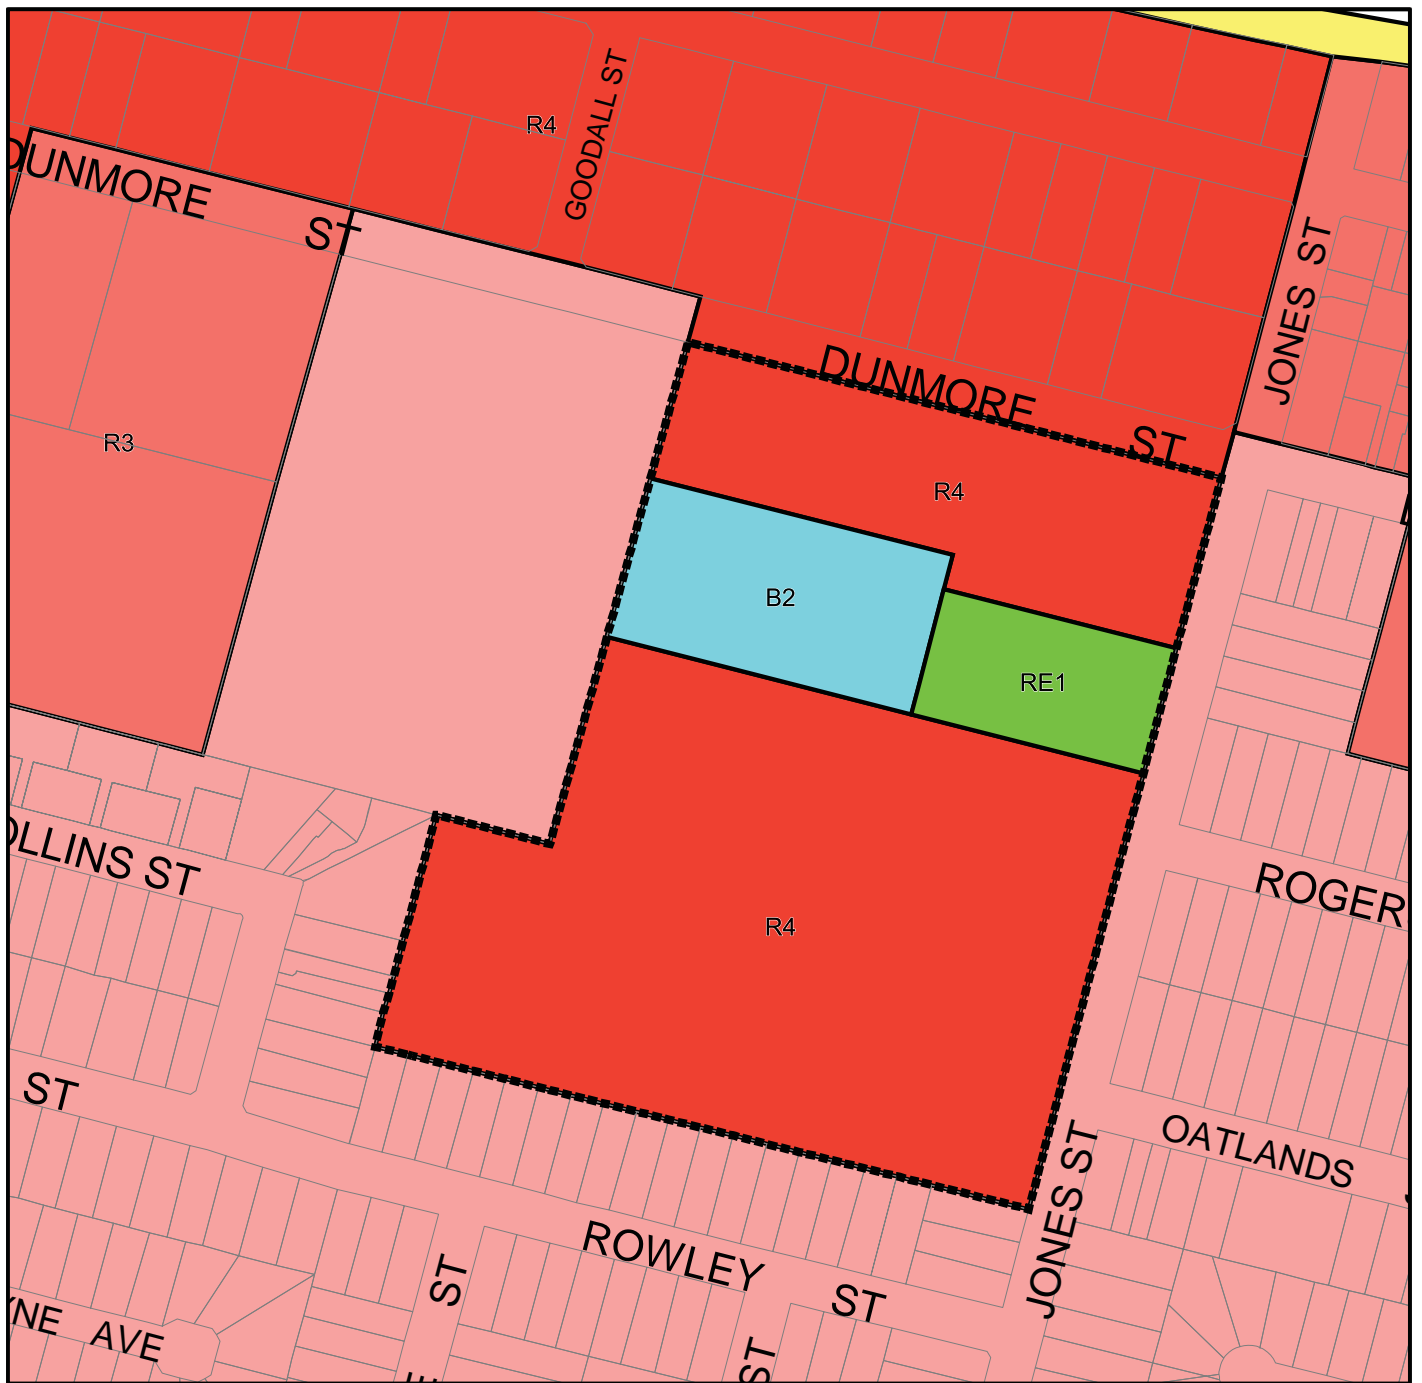 R4
GOODALL ST
DUNMORE ST
JONES ST
R3
DUNMORE ST
R4
B2
RE1
OLLINS ST
ROGER
R4
ST
OATLANDS
JONES ST
ROWLEY ST
ST
YNE AVE
ST